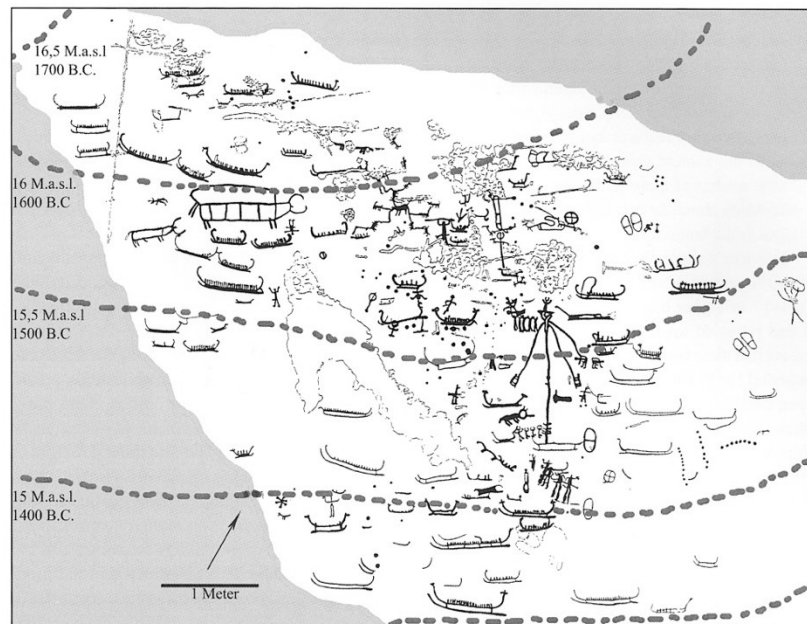 16,5 M.a.s.l
1700 B.C.
16 M.a.s.l.
1600 B.C
15,5 M.a.s.l
1500 B.C
15 M.a.s.l.
1400 B.C.
1 Meter